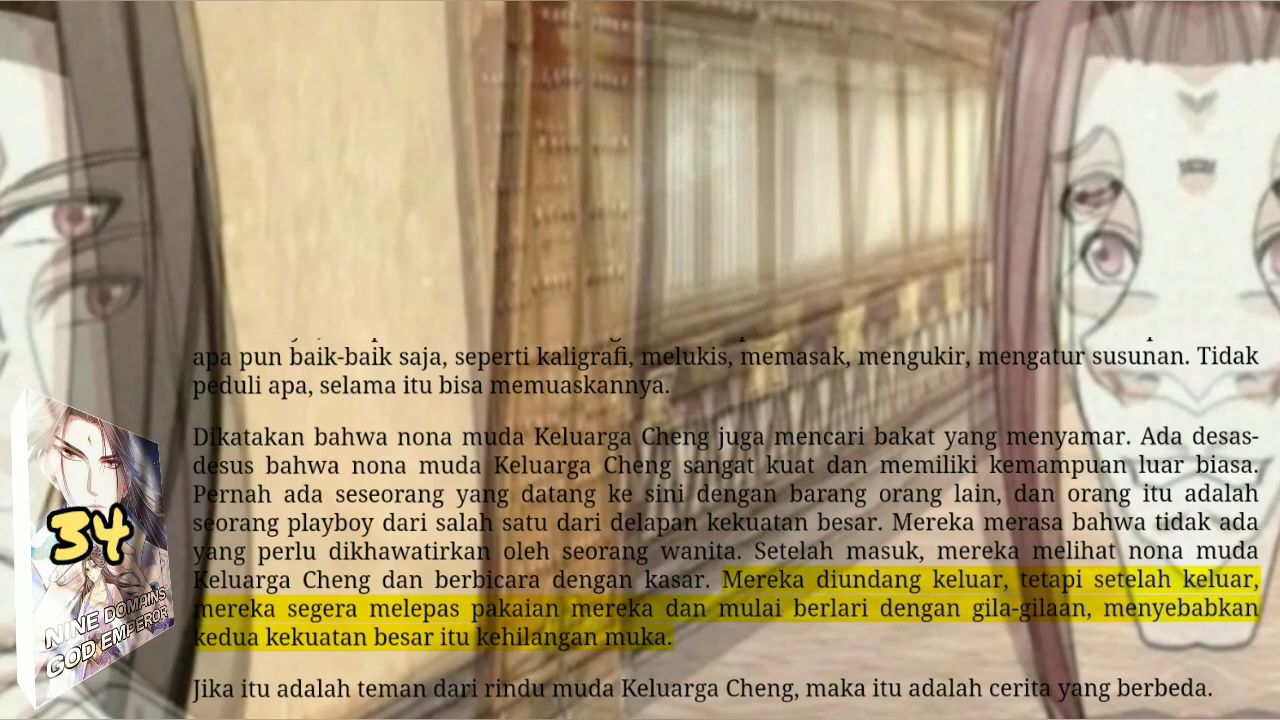 apa pun baik-baik saja, seperti kaligrafi, melukis, memasak, mengukir, mengatur susunan. Tidak
peduli apa, selama itu bisa memuaskannya.
Dikatakan bahwa nona muda Keluarga Cheng juga mencari bakat yang menyamar. Ada desas-
desus bahwa nona muda Keluarga Cheng sangat kuat dan memiliki kemampuan luar biasa.
Pernah ada seseorang yang datang ke sini dengan barang orang lain, dan orang itu adalah
seorang playboy dari salah satu dari delapan kekuatan besar. Mereka merasa bahwa tidak ada
yang perlu dikhawatirkan oleh seorang wanita. Setelah masuk, mereka melihat nona muda
Keluarga Cheng dan berbicara dengan kasar. Mereka diundang keluar, tetapi setelah keluar,
mereka segera melepas pakaian mereka dan mulai berlari dengan gila-gilaan, menyebabkan
kedua kekuatan besar itu kehilangan muka.
Jika itu adalah teman dari rindu muda Keluarga Cheng, maka itu adalah cerita yang berbeda.
34
NINE DOMAINS
GOD EMPEROR